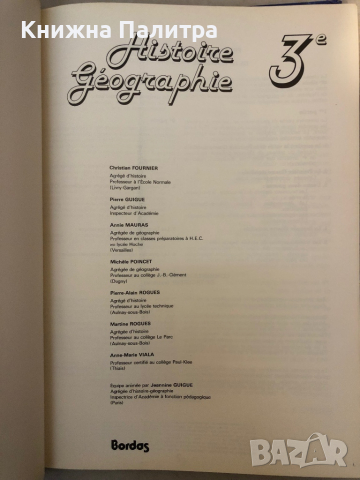 Книжна Палитра
Histoire
Géographie
3e
Christian FOURNIER
Agrégé d'histoire
Professeur à l'École Normale
(Livry-Gargan)
Pierre GUIGUE
Agrégé d'histoire
Inspecteur d'Académie
Annie MAURAS
Agrégée de géographie
Professeur en classes préparatoires à H.E.C.
(Versailles)
Michèle POINCET
Agrégée de géographie
Professeur au collège J.-B. Clément
(Dugny)
Pierre-Alain ROGUES
Agrégé d'histoire
Professeur au lycée technique
(Aulnay-sous-Bois)
Martine ROGUES
Agrégée d'histoire
Professeur au collège Le Parc
(Aulnay-sous-Bois)
Anne-Marie VIALA
Professeur certifié au collège Paul Klee
(Thiais)
Équipe animée par Jeannine GUIGUE
Agrégée d'histoire-géographie
Inspectrice d'Académie à fonction pédagogique
(Paris)
Bordas
BAZAR
bg